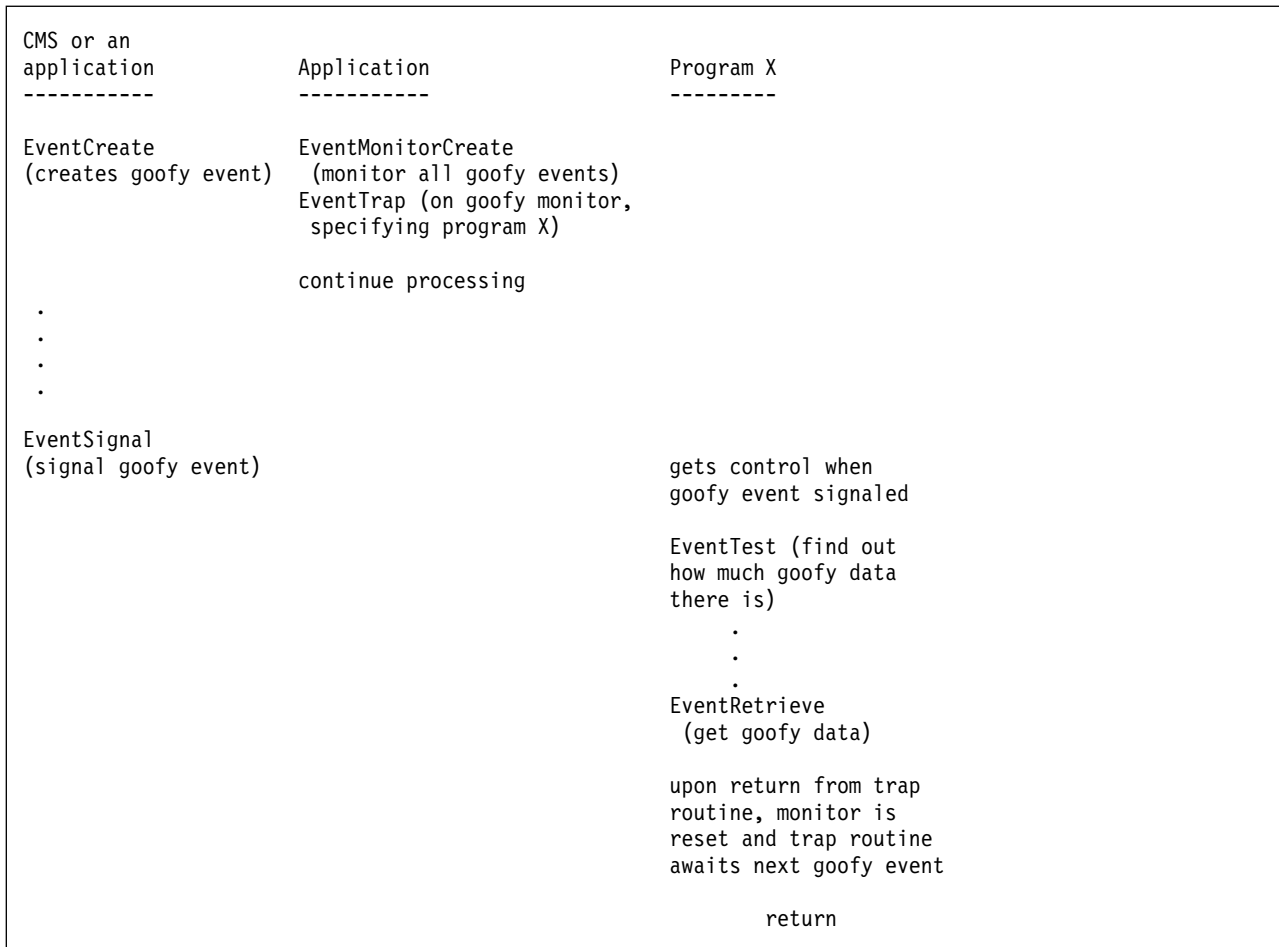 CMS or an
application Application Program X
----------- ----------- ---------
EventCreate EventMonitorCreate
(creates goofy event) (monitor all goofy events)
EventTrap (on goofy monitor,
specifying program X)
continue processing
.
.
.
.
EventSignal
(signal goofy event) gets control when
goofy event signaled
EventTest (find out
how much goofy data
there is)
.
.
.
EventRetrieve
(get goofy data)
upon return from trap
routine, monitor is
reset and trap routine
awaits next goofy event
return